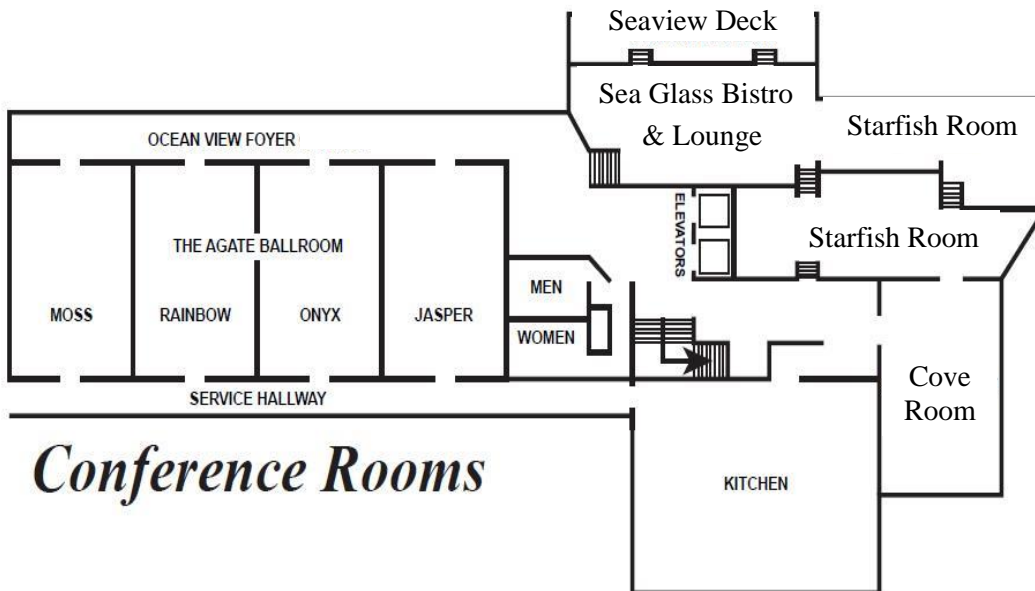 Seaview Deck
Sea Glass Bistro
& Lounge
Starfish Room
OCEAN VIEW FOYER
ELEVATORS
Starfish Room
THE AGATE BALLROOM
MEN
MOSS
RAINBOW
ONYX
JASPER
WOMEN
Cove
Room
SERVICE HALLWAY
Conference Rooms
KITCHEN